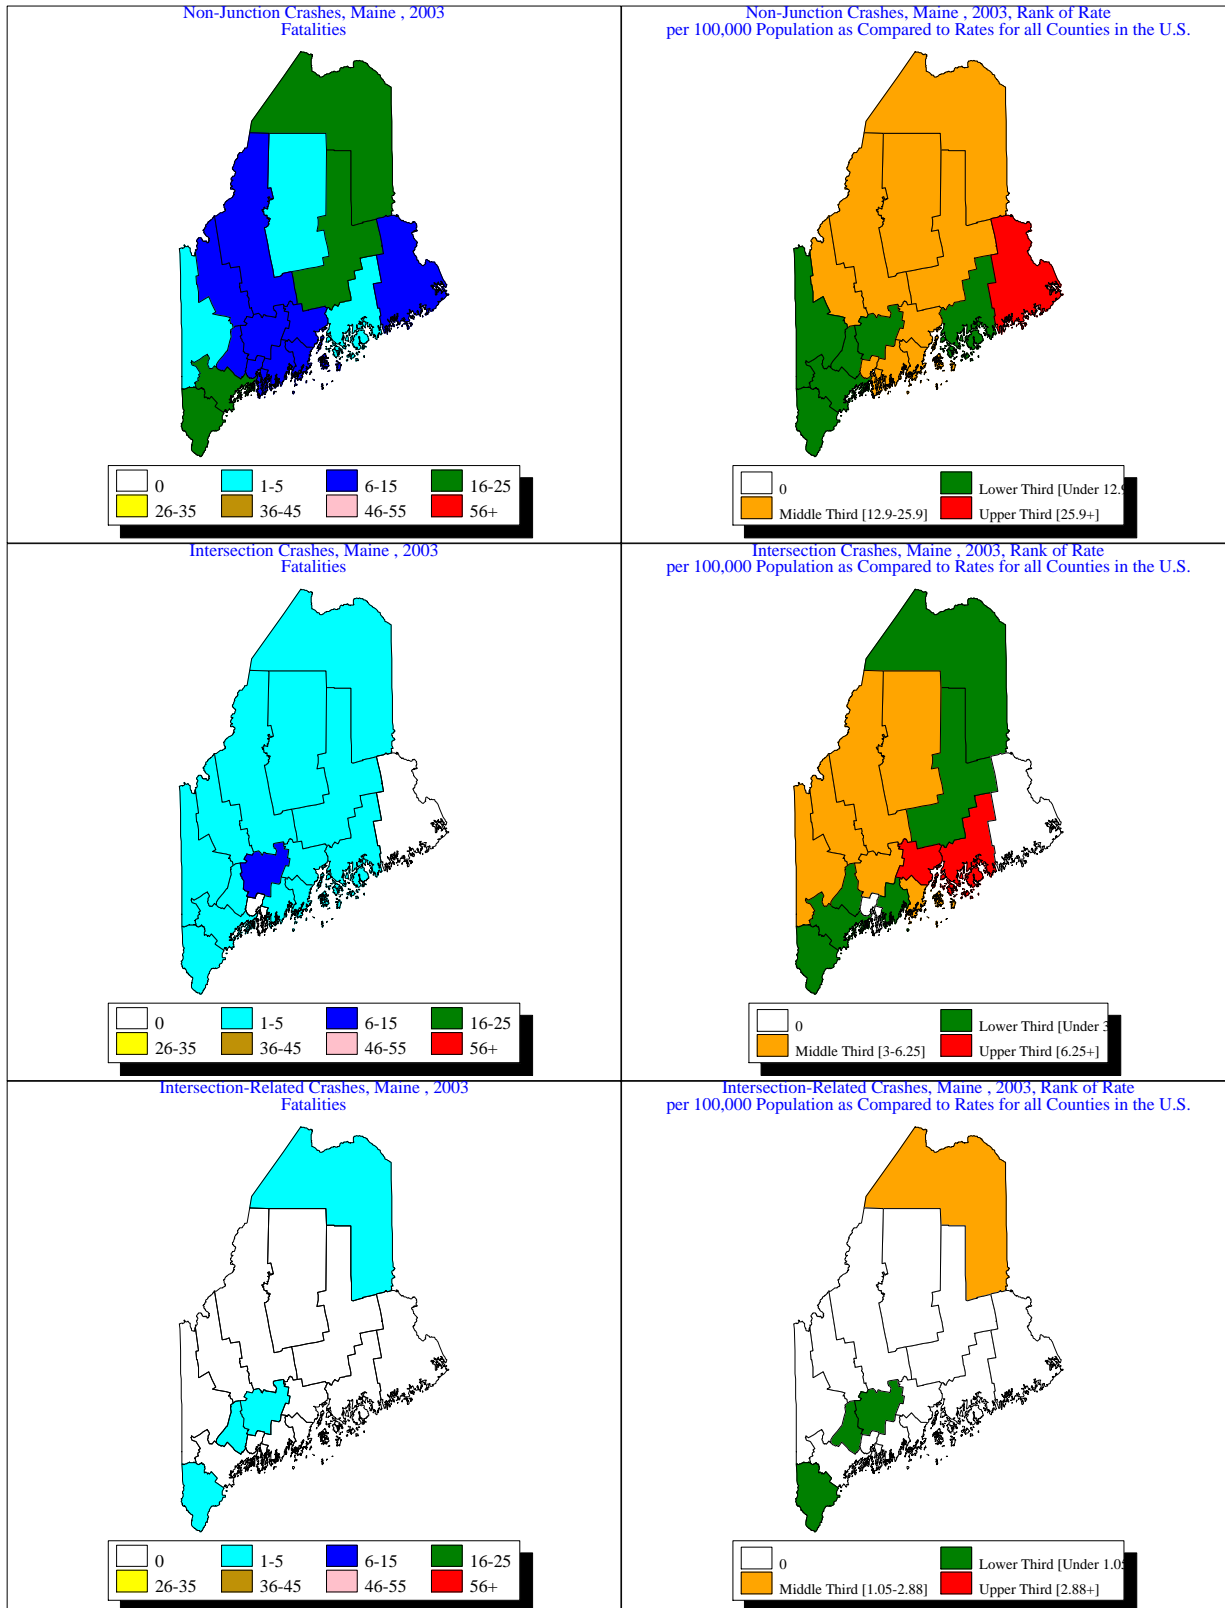 Non-Junction Crashes, Maine , 2003
Fatalities
0
1-5
6-15
16-25
26-35
36-45
46-55
56+
Non-Junction Crashes, Maine , 2003, Rank of Rate
per 100,000 Population as Compared to Rates for all Counties in the U.S.
0
Lower Third [Under 12.9
Middle Third [12.9-25.9]
Upper Third [25.9+]
Intersection Crashes, Maine , 2003
Fatalities
0
1-5
6-15
16-25
26-35
36-45
46-55
56+
Intersection Crashes, Maine , 2003, Rank of Rate
per 100,000 Population as Compared to Rates for all Counties in the U.S.
0
Lower Third [Under 3
Middle Third [3-6.25]
Upper Third [6.25+]
Intersection-Related Crashes, Maine , 2003
Fatalities
0
1-5
6-15
16-25
26-35
36-45
46-55
56+
Intersection-Related Crashes, Maine , 2003, Rank of Rate
per 100,000 Population as Compared to Rates for all Counties in the U.S.
0
Lower Third [Under 1.05
Middle Third [1.05-2.88]
Upper Third [2.88+]